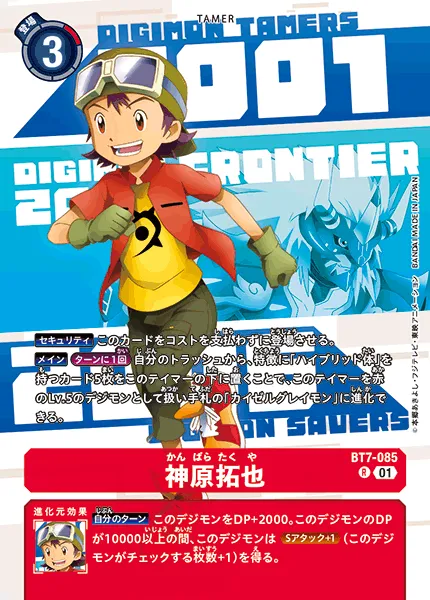 TAMER
登場
3
DIGIMON TAMERS
2001
DIGIMON FRONTIER
BANDAI MADE IN JAPAN
©本郷あきよし・フジテレビ・東映アニメーション
セキュリティ このカードをコストを支払わずに登場させる。
メイン ターンに1回 自分のトラッシュから、特徴に「ハイブリッド体」を
持つカード5枚をこのテイマーの下に置くことで、このテイマーを赤
のLv.5のデジモンとして扱い手札の「カイゼルグレイモン」に進化で
きる。
SAVERS
BT7-085
かん ばら たく や
神原拓也
R 01
進化元効果
自分のターン このデジモンをDP+2000。このデジモンのDP
が10000以上の間、このデジモンは Sアタック+1 (このデジ
モンがチェックする枚数+1)を得る。